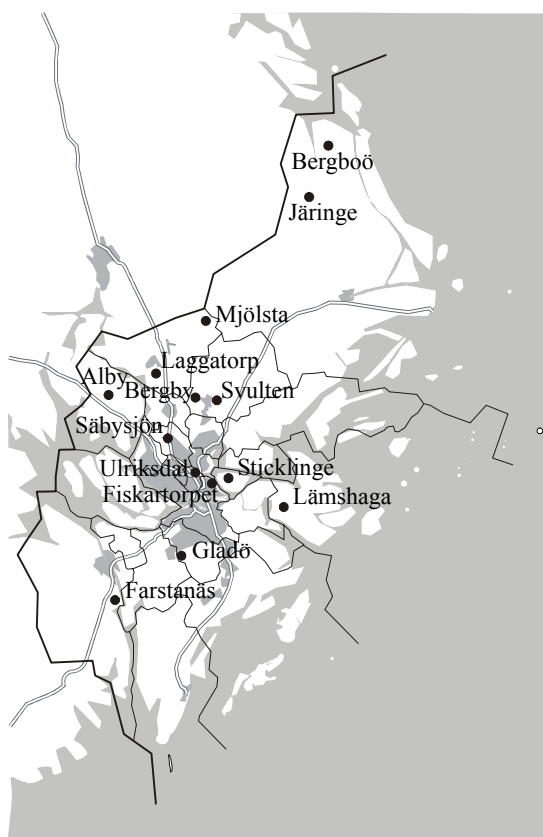 Bergboö
Järinge
Mjölsta
Laggatorp
Alby
Bergby
Svulten
Säbysjön
Ulriksdal
Sticklinge
Fiskartorpet
Lämshaga
Gladö
Farstanäs